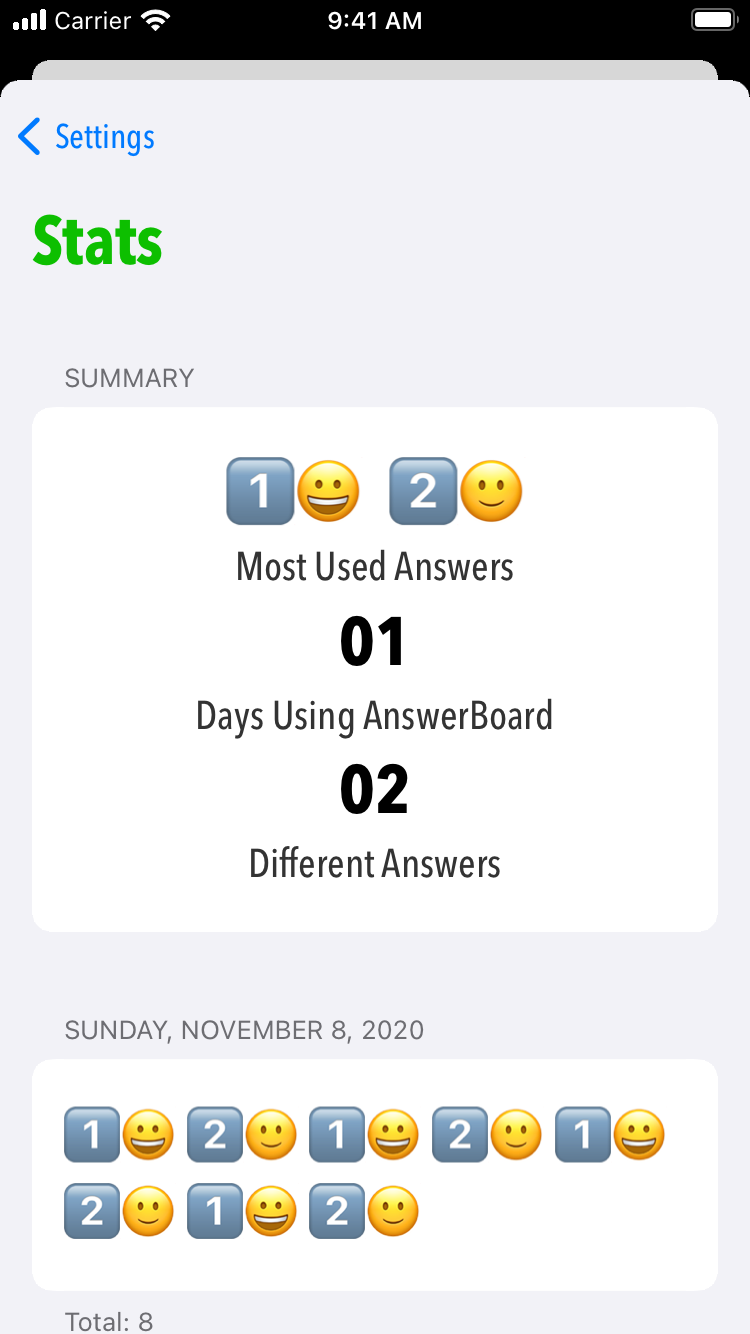 Carrier 9:41 AM
Settings
Stats
SUMMARY
1️⃣😀 2️⃣🙂
Most Used Answers
01
Days Using AnswerBoard
02
Different Answers
SUNDAY, NOVEMBER 8, 2020
1️⃣😀 2️⃣🙂 1️⃣😀 2️⃣🙂 1️⃣😀
2️⃣🙂 1️⃣😀 2️⃣🙂
Total: 8